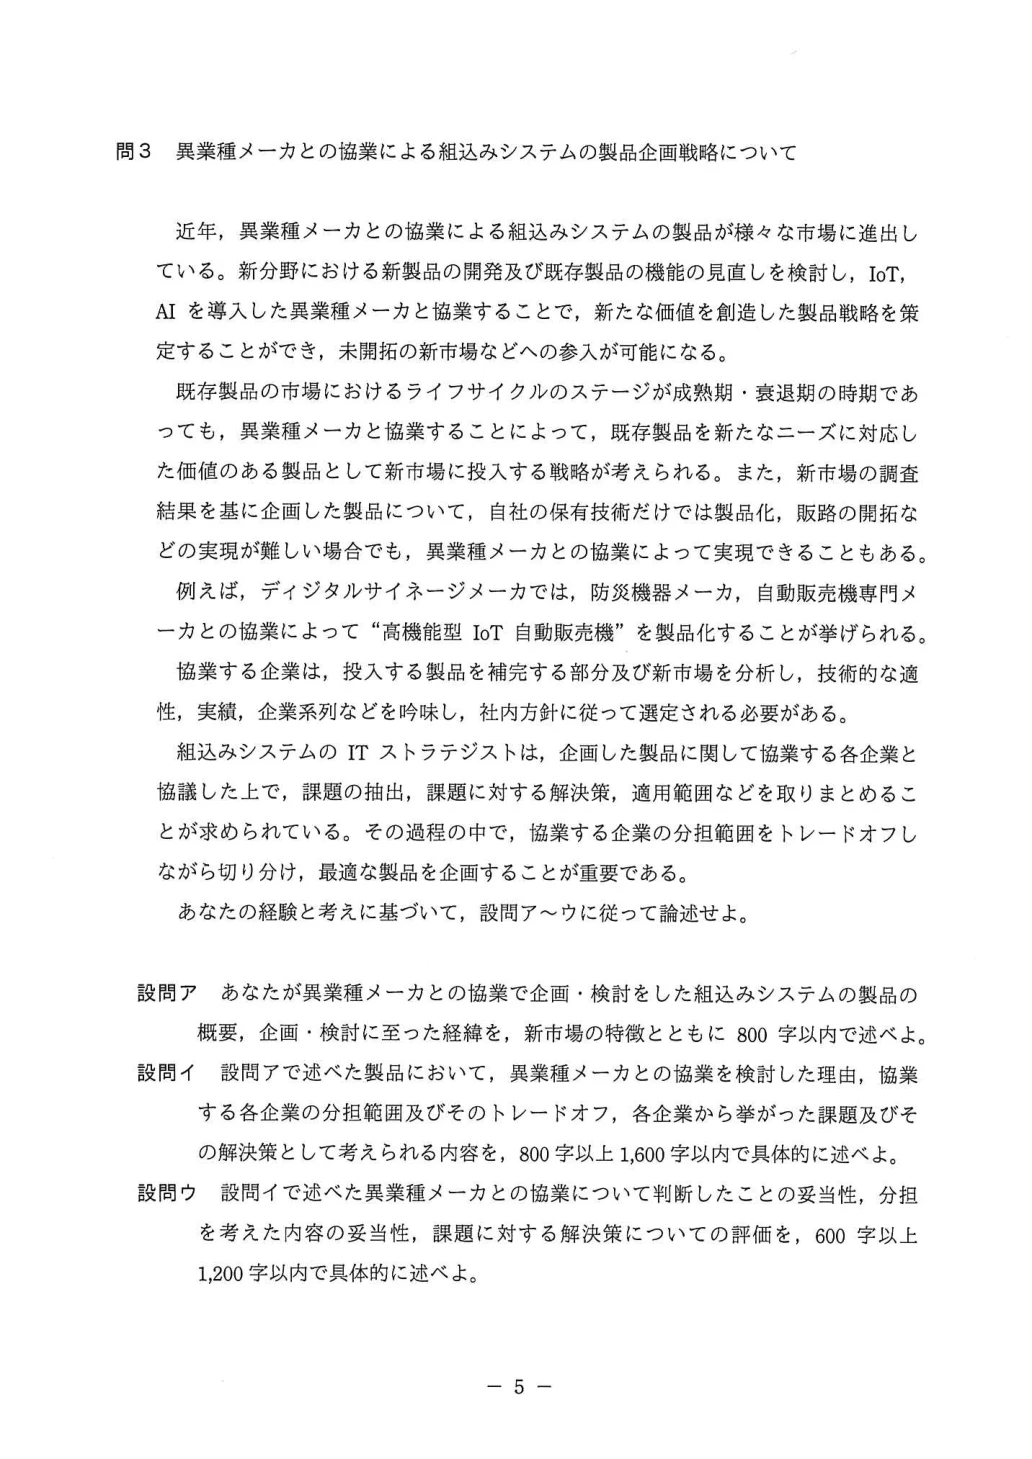 問3　異業種メーカとの協業による組込みシステムの製品企画戦略について
近年，異業種メーカとの協業による組込みシステムの製品が様々な市場に進出し
ている。新分野における新製品の開発及び既存製品の機能の見直しを検討し，IoT，
AI を導入した異業種メーカと協業することで，新たな価値を創造した製品戦略を策
定することができ，未開拓の新市場などへの参入が可能になる。
既存製品の市場におけるライフサイクルのステージが成熟期・衰退期の時期であ
っても，異業種メーカと協業することによって，既存製品を新たなニーズに対応し
た価値のある製品として新市場に投入する戦略が考えられる。また，新市場の調査
結果を基に企画した製品について，自社の保有技術だけでは製品化，販路の開拓な
どの実現が難しい場合でも，異業種メーカとの協業によって実現できることもある。
例えば，ディジタルサイネージメーカでは，防災機器メーカ，自動販売機専門メ
ーカとの協業によって“高機能型 IoT 自動販売機”を製品化することが挙げられる。
協業する企業は，投入する製品を補完する部分及び新市場を分析し，技術的な適
性，実績，企業系列などを吟味し，社内方針に従って選定される必要がある。
組込みシステムの IT ストラテジストは，企画した製品に関して協業する各企業と
協議した上で，課題の抽出，課題に対する解決策，適用範囲などを取りまとめるこ
とが求められている。その過程の中で，協業する企業の分担範囲をトレードオフし
ながら切り分け，最適な製品を企画することが重要である。
あなたの経験と考えに基づいて，設問ア～ウに従って論述せよ。
設問ア　あなたが異業種メーカとの協業で企画・検討をした組込みシステムの製品の
概要，企画・検討に至った経緯を，新市場の特徴とともに 800 字以内で述べよ。
設問イ　設問アで述べた製品において，異業種メーカとの協業を検討した理由，協業
する各企業の分担範囲及びそのトレードオフ，各企業から挙がった課題及びそ
の解決策として考えられる内容を，800 字以上 1,600 字以内で具体的に述べよ。
設問ウ　設問イで述べた異業種メーカとの協業について判断したことの妥当性，分担
を考えた内容の妥当性，課題に対する解決策についての評価を，600 字以上
1,200 字以内で具体的に述べよ。
－ 5 －